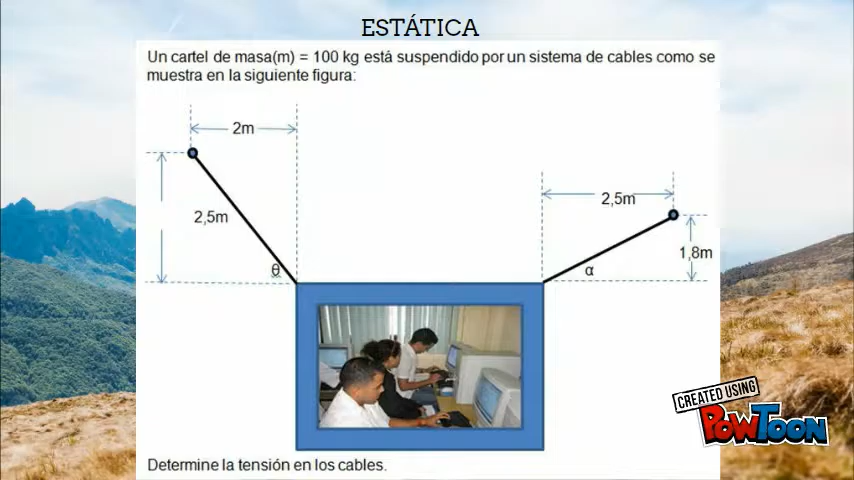 ESTÁTICA
Un cartel de masa(m) = 100 kg está suspendido por un sistema de cables como se
muestra en la siguiente figura:
2m
2,5m
2,5m
1,8m
θ
α
Determine la tensión en los cables.
CREATED USING
POWTOON